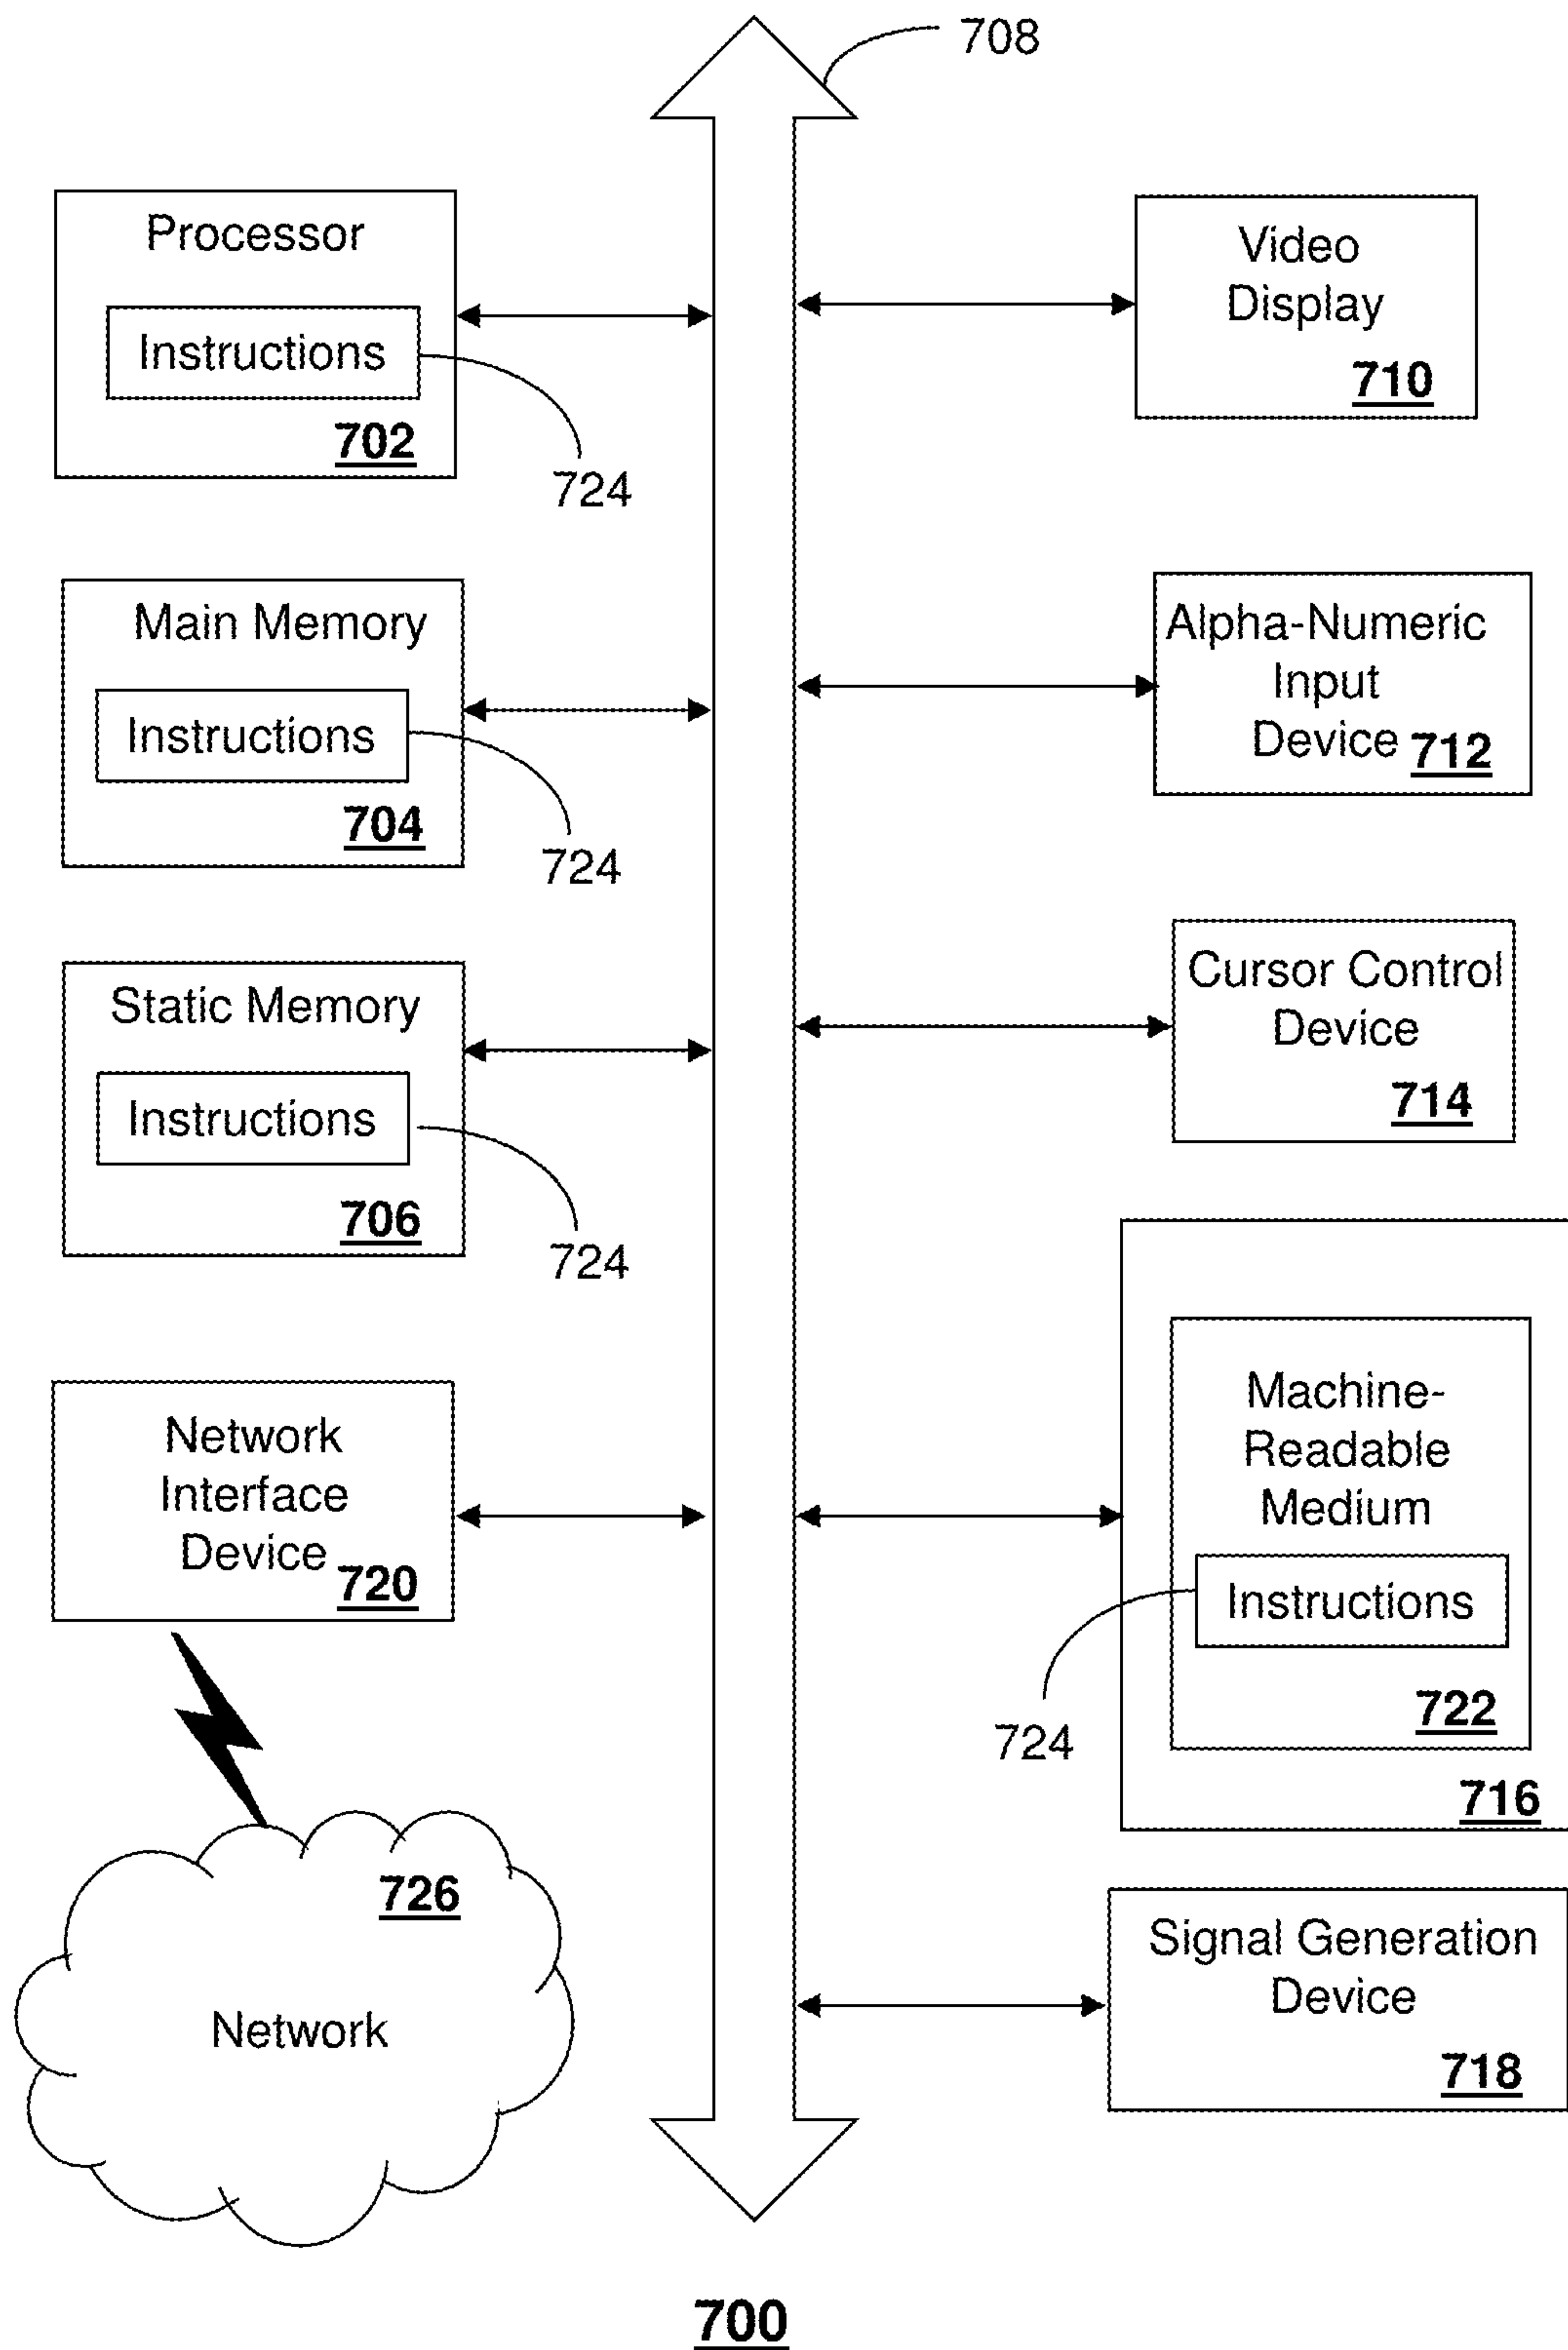 708
Processor
Instructions
702
724
Main Memory
Instructions
704
724
Static Memory
Instructions
706
724
Network
Interface
Device
720
726
Network
Video
Display
710
Alpha-Numeric
Input
Device 712
Cursor Control
Device
714
Machine-
Readable
Medium
Instructions
724
722
716
Signal Generation
Device
718
700